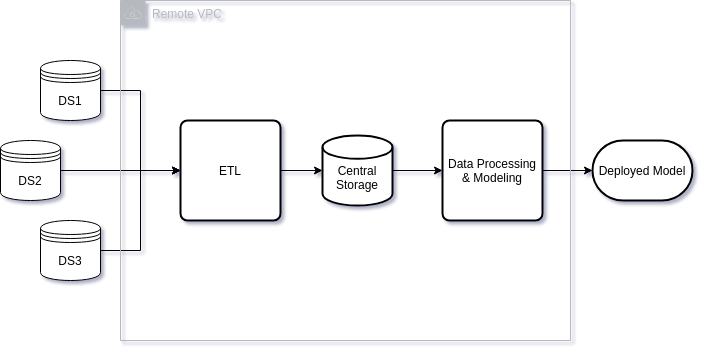 Remote VPC
DS1
DS2
DS3
ETL
Central
Storage
Data Processing
& Modeling
Deployed Model